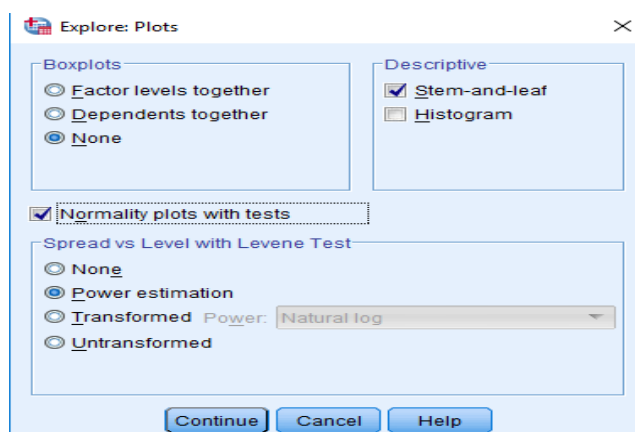 Explore: Plots
Boxplots
Factor levels together
Dependents together
None
Descriptive
Stem-and-leaf
Histogram
Normality plots with tests
Spread vs Level with Levene Test
None
Power estimation
Transformed Power: Natural log
Untransformed
Continue Cancel Help